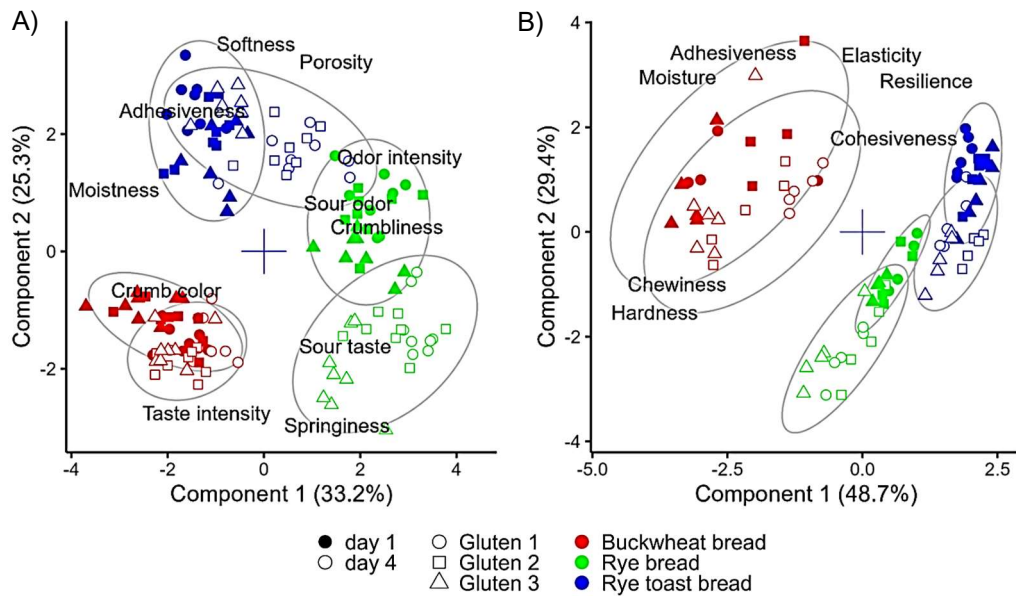 A)
Component 2 (25.3%)
2
0
-2
Softness
Porosity
Adhesiveness
Moistness
Odor intensity
Sour odor
Crumbliness
Crumb color
Sour taste
Taste intensity
Springiness
-4 -2 0 2 4
Component 1 (33.2%)
B)
Component 2 (29.4%)
4
2
0
-2
-4
Adhesiveness
Elasticity
Moisture
Resilience
Cohesiveness
Chewiness
Hardness
-5.0 -2.5 0.0 2.5
Component 1 (48.7%)
day 1
day 4
Gluten 1
Gluten 2
Gluten 3
Buckwheat bread
Rye bread
Rye toast bread